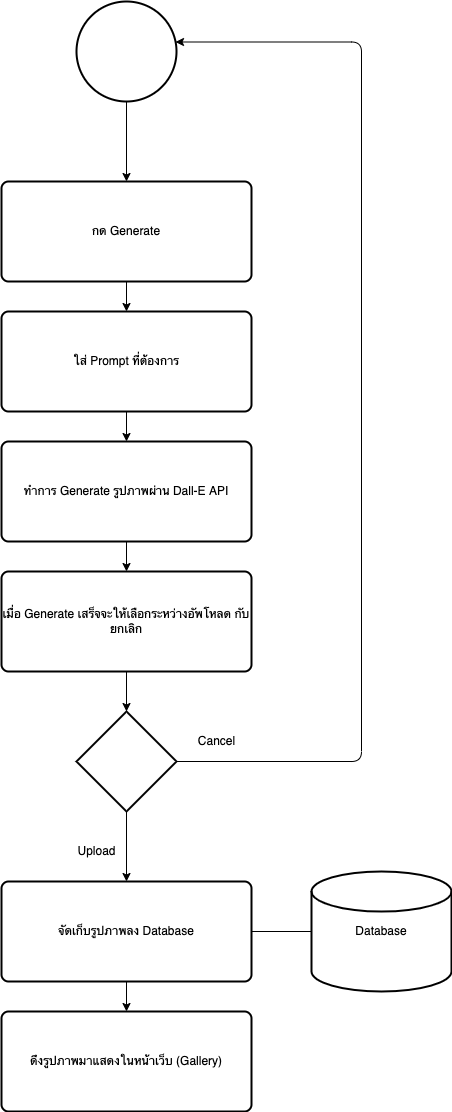 กด Generate
ใส่ Prompt ที่ต้องการ
ทำการ Generate รูปภาพผ่าน Dall-E API
เมื่อ Generate เสร็จจะให้เลือกระหว่างอัพโหลด กับ
ยกเลิก
Cancel
Upload
จัดเก็บรูปภาพลง Database
Database
ดึงรูปภาพมาแสดงในหน้าเว็บ (Gallery)